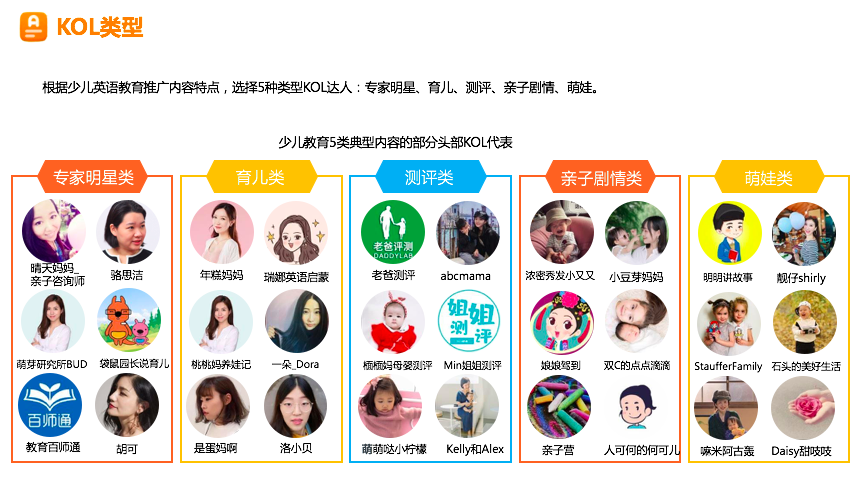 KOL类型
根据少儿英语教育推广内容特点，选择5种类型KOL达人：专家明星、育儿、测评、亲子剧情、萌娃。
少儿教育5类典型内容的部分头部KOL代表
专家明星类
育儿类
测评类
亲子剧情类
萌娃类
老爸评测
DADDYLAB
晴天妈妈_
亲子咨询师
骆思洁
年糕妈妈
瑞娜英语启蒙
老爸测评
abcmama
浓密秀发小又又
小豆芽妈妈
明明讲故事
靓仔shirly
姐姐
测评
萌芽研究所BUD
袋鼠园长说育儿
桃桃妈养娃记
一朵_Dora
楠楠妈母婴测评
Min姐姐测评
娘娘驾到
双C的点点滴滴
StaufferFamily
石头的美好生活
百师通
教育百师通
胡可
是蛋妈啊
洛小贝
萌萌哒小柠檬
Kelly和Alex
亲子营
人可何的何可儿
嘛米阿古轰
Daisy甜吱吱